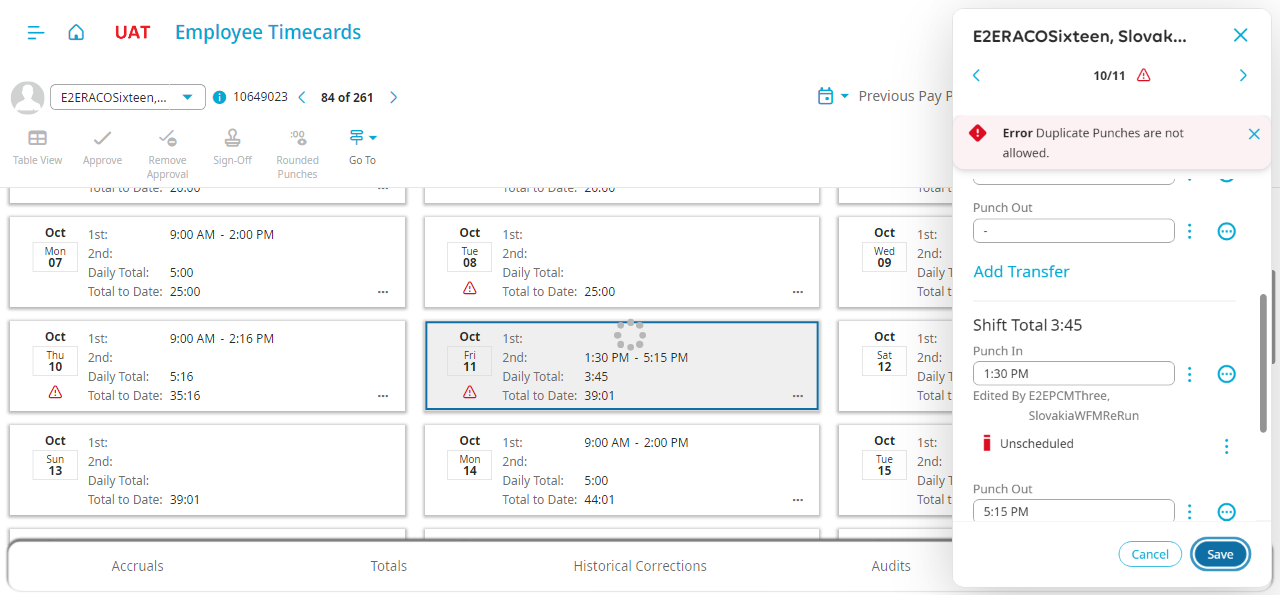 UAT
Employee Timecards
E2ERACOSixteen,...
10649023
84 of 261
Previous Pay P
Table View
Approve
Remove
Approval
Sign-Off
:00
Rounded
Punches
Go To
Total to Date: 20:00
Total to Date: 20:00
Oct
Mon
07
1st: 9:00 AM - 2:00 PM
2nd:
Daily Total: 5:00
Total to Date: 25:00
Oct
Tue
08
1st:
2nd:
Daily Total:
Total to Date: 25:00
Oct
Wed
09
1st:
2nd:
Daily T
Total t
Oct
Thu
10
1st: 9:00 AM - 2:16 PM
2nd:
Daily Total: 5:16
Total to Date: 35:16
Oct
Fri
11
1st:
2nd: 1:30 PM - 5:15 PM
Daily Total: 3:45
Total to Date: 39:01
Oct
Sat
12
1st:
2nd:
Daily T
Total t
Oct
Sun
13
1st:
2nd:
Daily Total:
Total to Date: 39:01
Oct
Mon
14
1st: 9:00 AM - 2:00 PM
2nd:
Daily Total: 5:00
Total to Date: 44:01
Oct
Tue
15
1st:
2nd:
Daily T
Total t
Accruals
Totals
Historical Corrections
Audits
E2ERACOSixteen, Slovak...
10/11
Error Duplicate Punches are not
allowed.
Punch Out
-
Add Transfer
Shift Total 3:45
Punch In
1:30 PM
Edited By E2EPCMThree,
SlovakiaWFMReRun
Unscheduled
Punch Out
5:15 PM
Cancel
Save